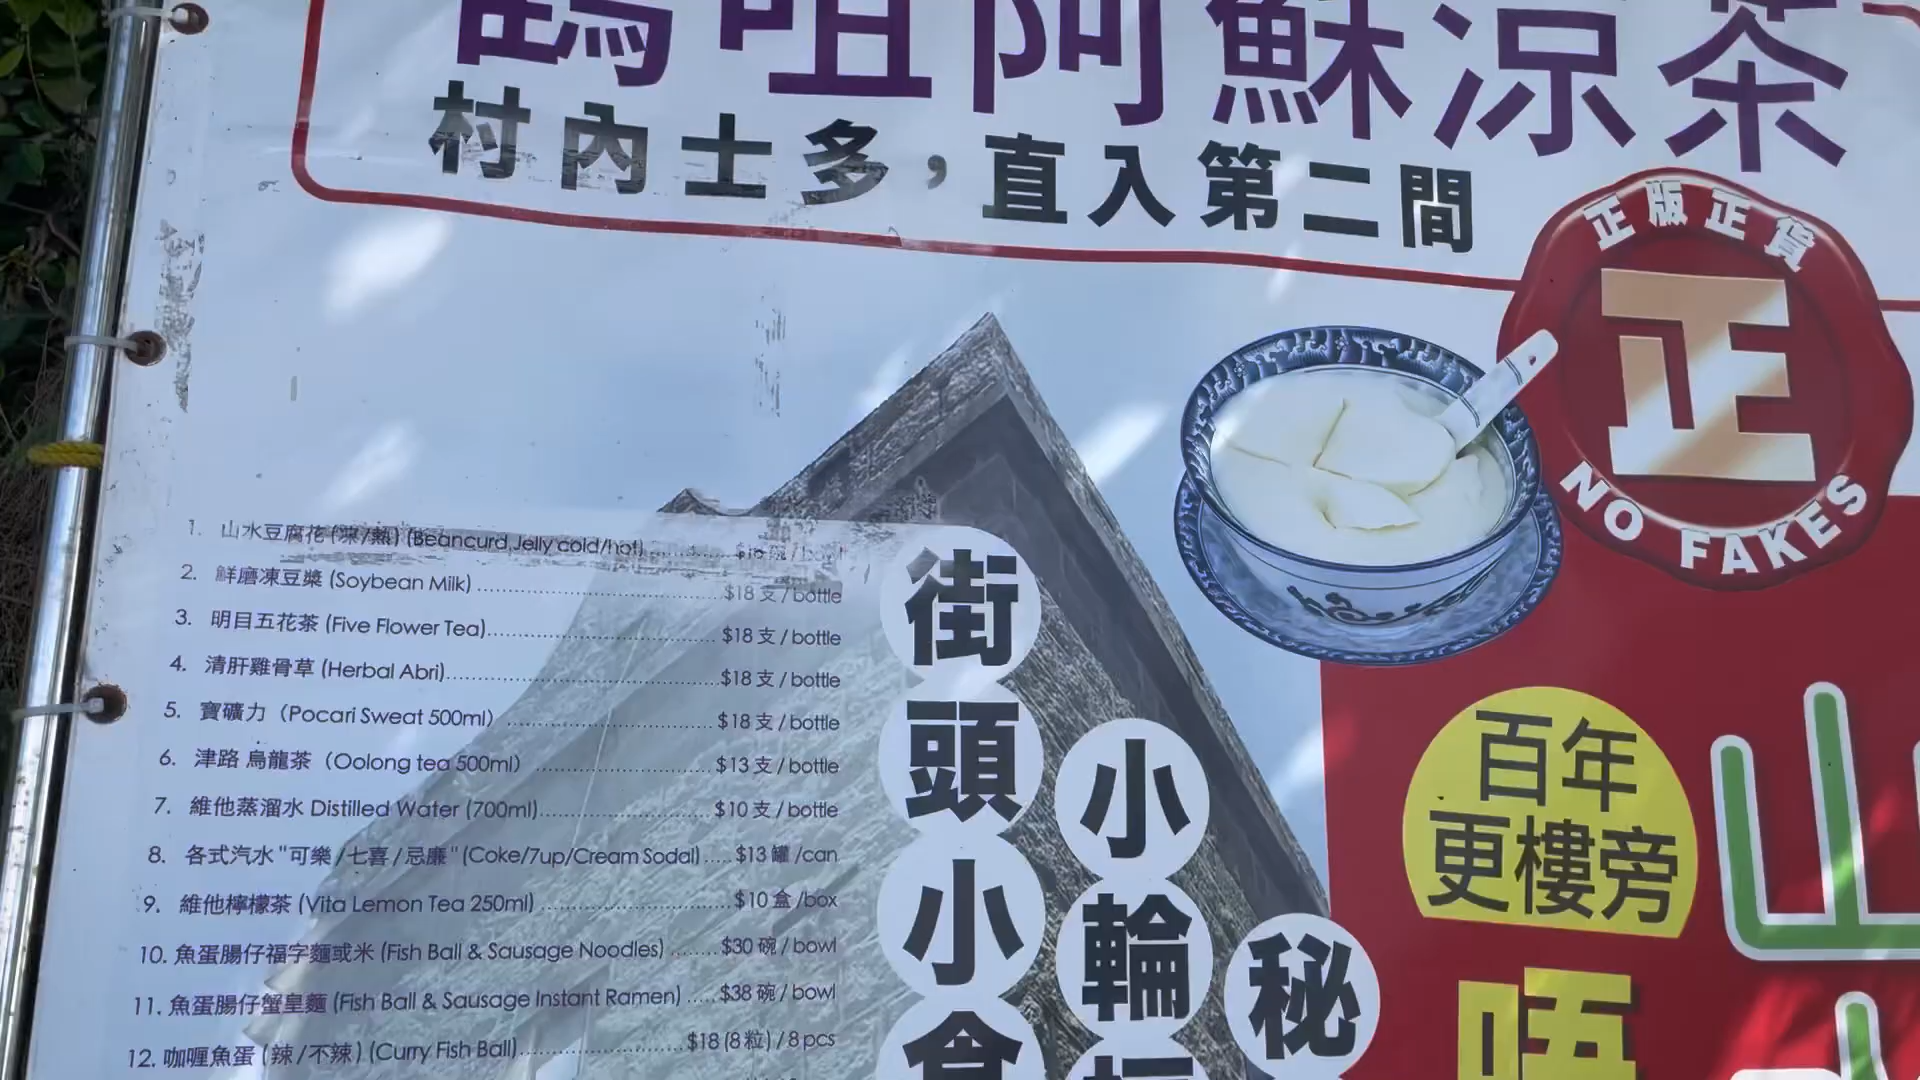 鶴咀阿蘇涼茶
村內士多，直入第二間
正版正貨
正
NO FAKES
1. 山水豆腐花 (凍/熱) (Beancurd Jelly cold/hot)
2. 鮮磨凍豆漿 (Soybean Milk) $18 支 / bottle
3. 明目五花茶 (Five Flower Tea) $18 支 / bottle
4. 清肝雞骨草 (Herbal Abri) $18 支 / bottle
5. 寶礦力（Pocari Sweat 500ml） $18 支 / bottle
6. 津路 烏龍茶（Oolong tea 500ml） $13 支 / bottle
7. 維他蒸溜水 Distilled Water (700ml) $10 支 / bottle
8. 各式汽水"可樂/七喜/忌廉"(Coke/7up/Cream Sodal) $13 罐 /can
9. 維他檸檬茶 (Vita Lemon Tea 250ml) $10 盒 /box
10. 魚蛋腸仔福字麵或米 (Fish Ball & Sausage Noodles) $30 碗 / bowl
11. 魚蛋腸仔蟹皇麵 (Fish Ball & Sausage Instant Ramen) $38 碗 / bowl
12. 咖喱魚蛋 (辣/不辣) (Curry Fish Ball) $18 (8粒) / 8 pcs
街頭小食
小輪
秘
百年
更樓旁
山
唔